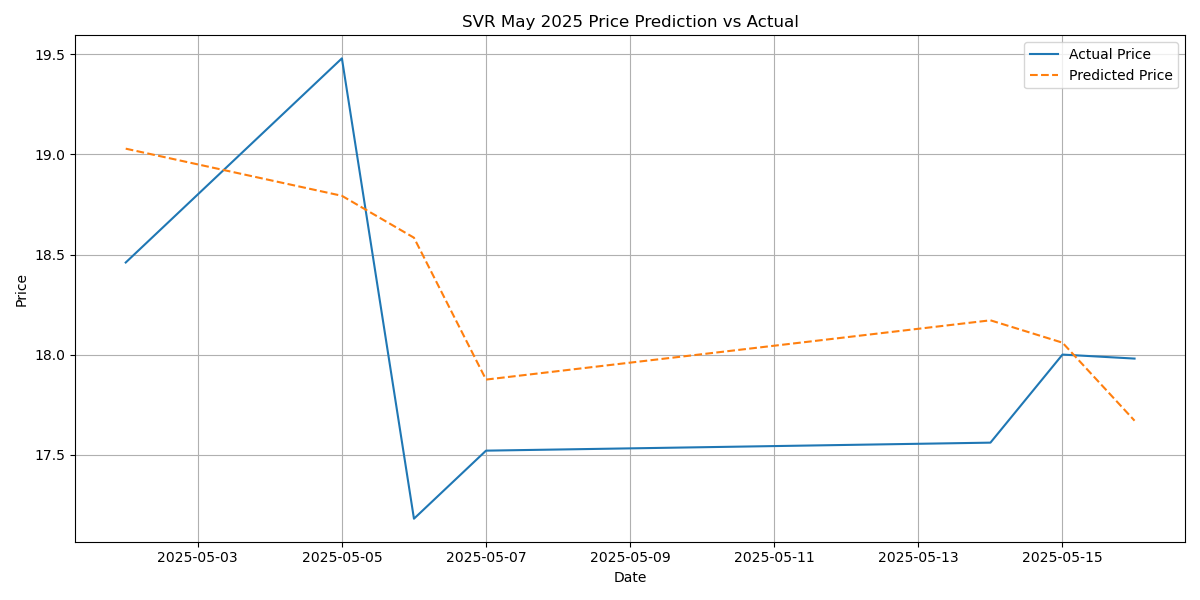 SVR May 2025 Price Prediction vs Actual
Actual Price
Predicted Price
19.5
19.0
18.5
18.0
17.5
Price
2025-05-03
2025-05-05
2025-05-07
2025-05-09
2025-05-11
2025-05-13
2025-05-15
Date